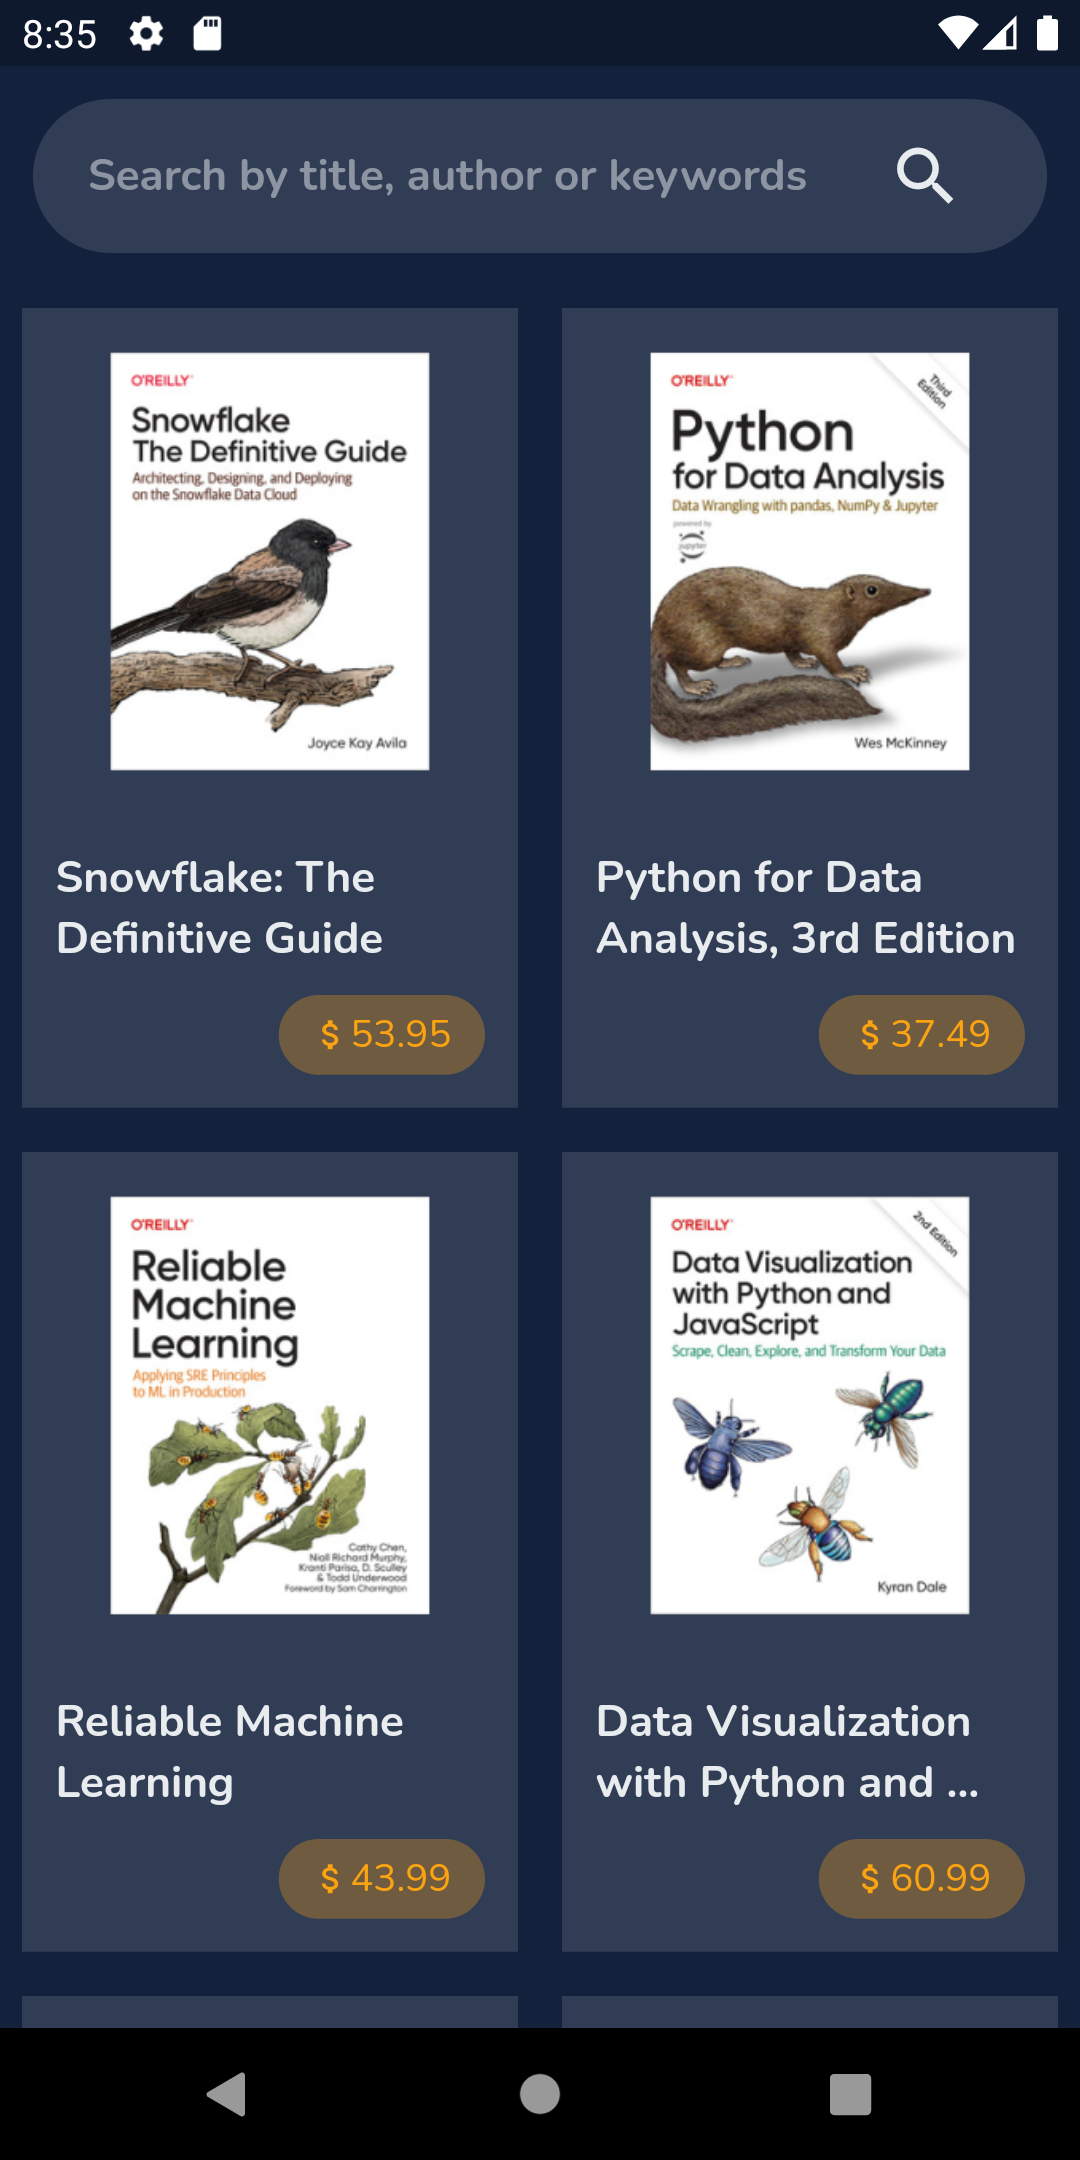 8:35
Search by title, author or keywords
O'REILLY
Snowflake
The Definitive Guide
Architecting, Designing, and Deploying
on the Snowflake Data Cloud
Joyce Kay Avila
Snowflake: The
Definitive Guide
$ 53.95
O'REILLY
Third
Edition
Python
for Data Analysis
Data Wrangling with pandas, NumPy & Jupyter
powered by
jupyter
Wes McKinney
Python for Data
Analysis, 3rd Edition
$ 37.49
O'REILLY
Reliable
Machine
Learning
Applying SRE Principles
to ML in Production
Cathy Chen,
Niall Richard Murphy,
Kranti Parisa, D. Sculley
& Todd Underwood
Foreword by Sam Charrington
Reliable Machine
Learning
$ 43.99
O'REILLY
2nd Edition
Data Visualization
with Python and
JavaScript
Scrape, Clean, Explore, and Transform Your Data
Kyran Dale
Data Visualization
with Python and ...
$ 60.99